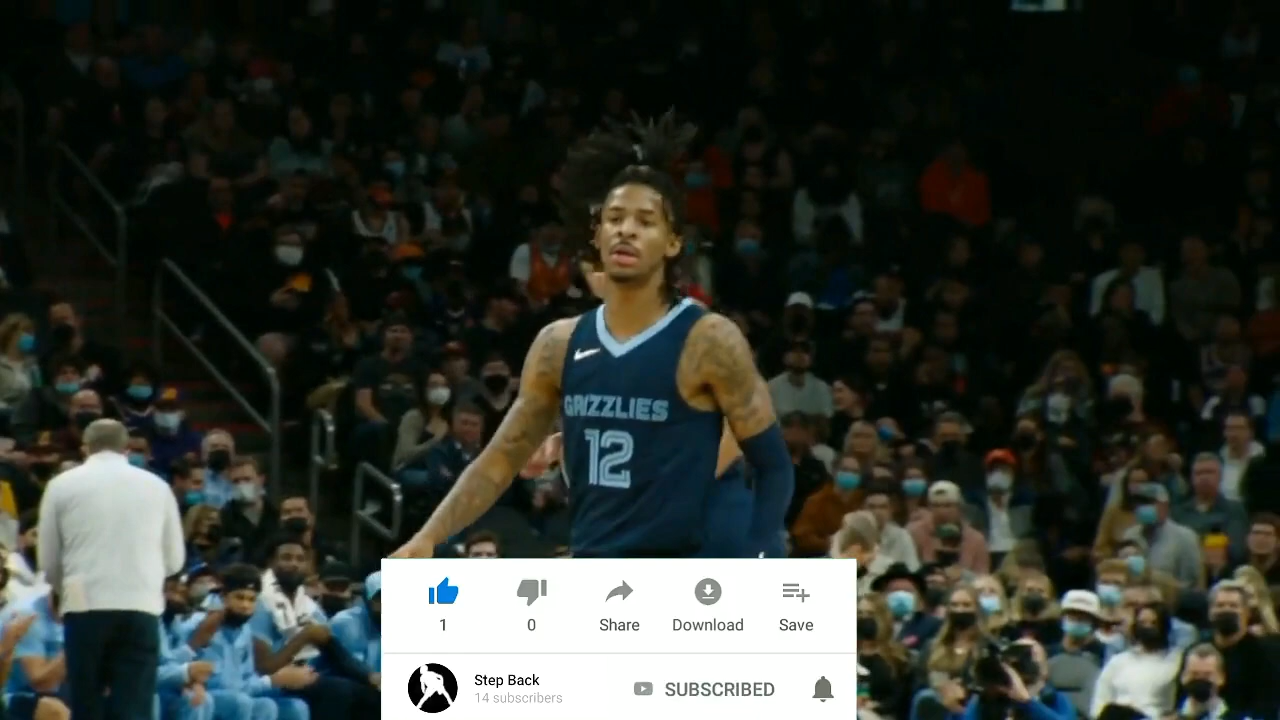 GRIZZLIES
12
1 0 Share Download Save
Step Back
14 subscribers
SUBSCRIBED